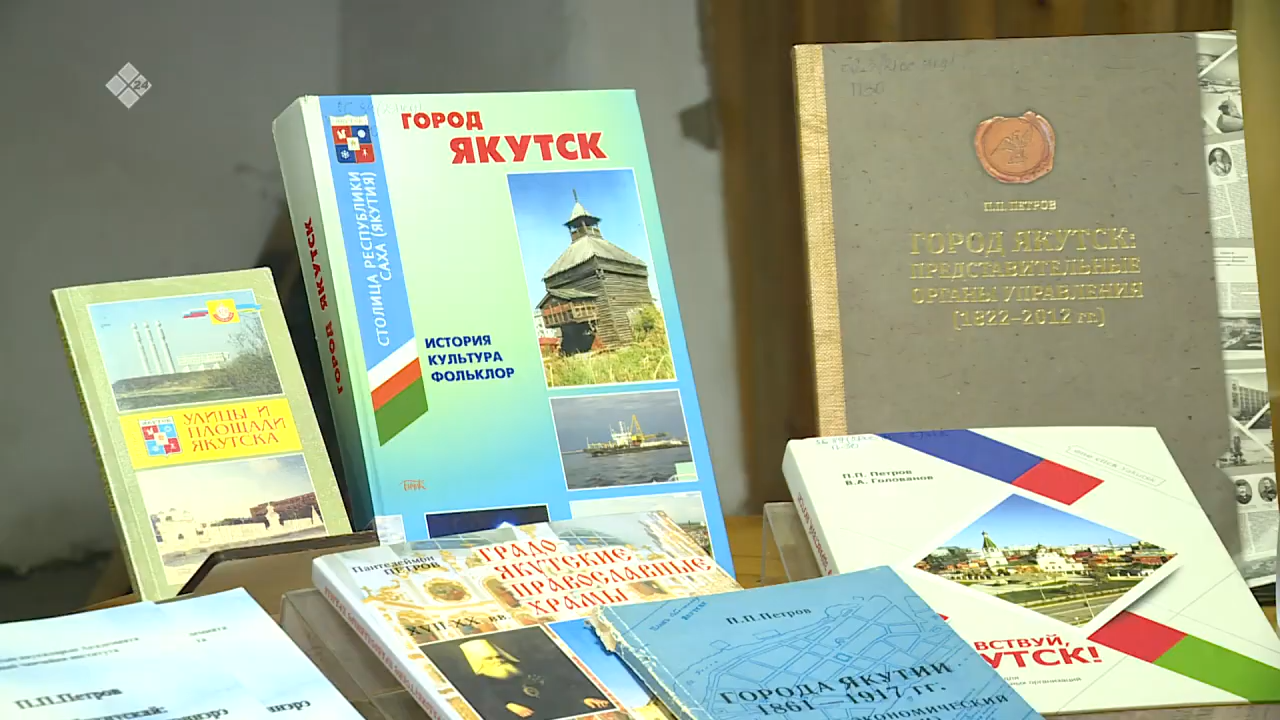 24
ГОРОД
ЯКУТСК
СТОЛИЦА РЕСПУБЛИКИ
САХА (ЯКУТИЯ)
ИСТОРИЯ
КУЛЬТУРА
ФОЛЬКЛОР
ГОРОД ЯКУТСК
УЛИЦЫ И
ПЛОЩАДИ
ЯКУТСКА
П.П. ПЕТРОВ
ГОРОД ЯКУТСК:
ПРЕДСТАВИТЕЛЬНЫЕ
ОРГАНЫ УПРАВЛЕНИЯ
(1822–2012 гг.)
П.П. Петров
В.А. Голованов
ВСТВУЙ,
УТСК!
Пантелеймон
ПЕТРОВ
ГРАДО-
ЯКУТСКИЕ
ПРАВОСЛАВНЫЕ
ХРАМЫ
XVII-XX вв.
П.П.Петров
ГОРОДА ЯКУТИИ
1861–1917 гг.
П.П.Петров